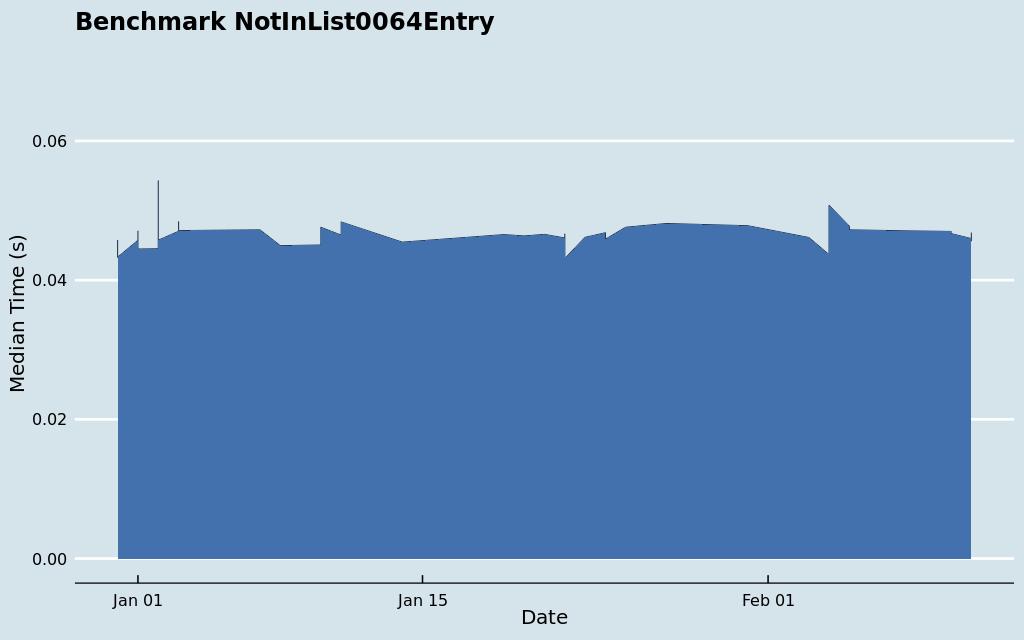 Benchmark NotInList0064Entry
Median Time (s)
0.06
0.04
0.02
0.00
Jan 01
Jan 15
Feb 01
Date